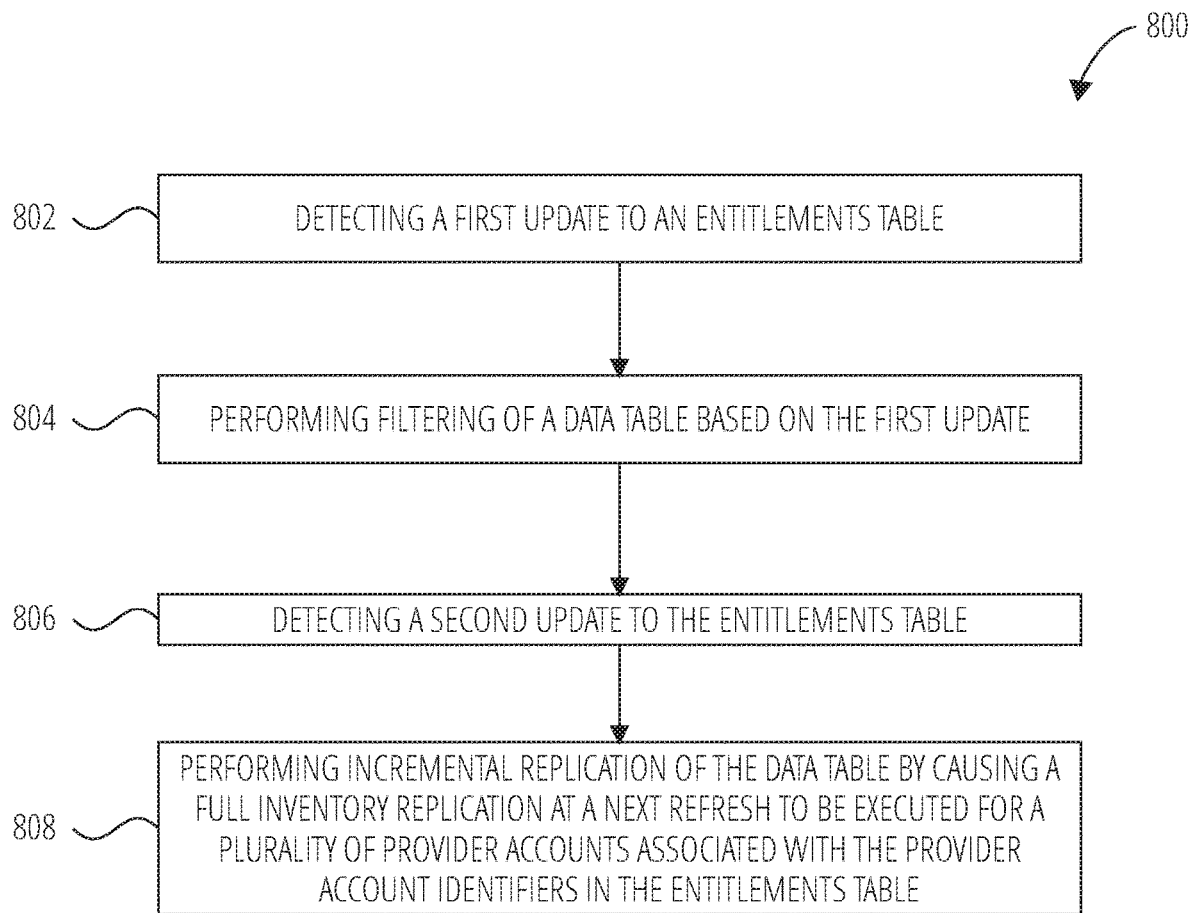 800
802
DETECTING A FIRST UPDATE TO AN ENTITLEMENTS TABLE
804
PERFORMING FILTERING OF A DATA TABLE BASED ON THE FIRST UPDATE
806
DETECTING A SECOND UPDATE TO THE ENTITLEMENTS TABLE
808
PERFORMING INCREMENTAL REPLICATION OF THE DATA TABLE BY CAUSING A
FULL INVENTORY REPLICATION AT A NEXT REFRESH TO BE EXECUTED FOR A
PLURALITY OF PROVIDER ACCOUNTS ASSOCIATED WITH THE PROVIDER
ACCOUNT IDENTIFIERS IN THE ENTITLEMENTS TABLE